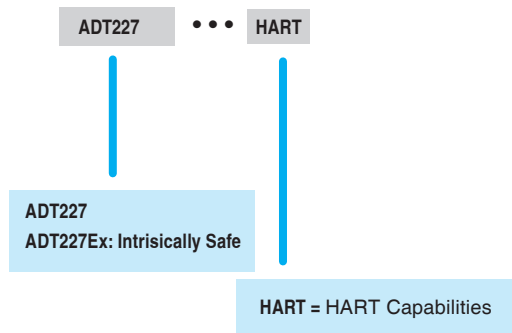 ADT227 ••• HART
ADT227
ADT227Ex: Intrisically Safe
HART = HART Capabilities